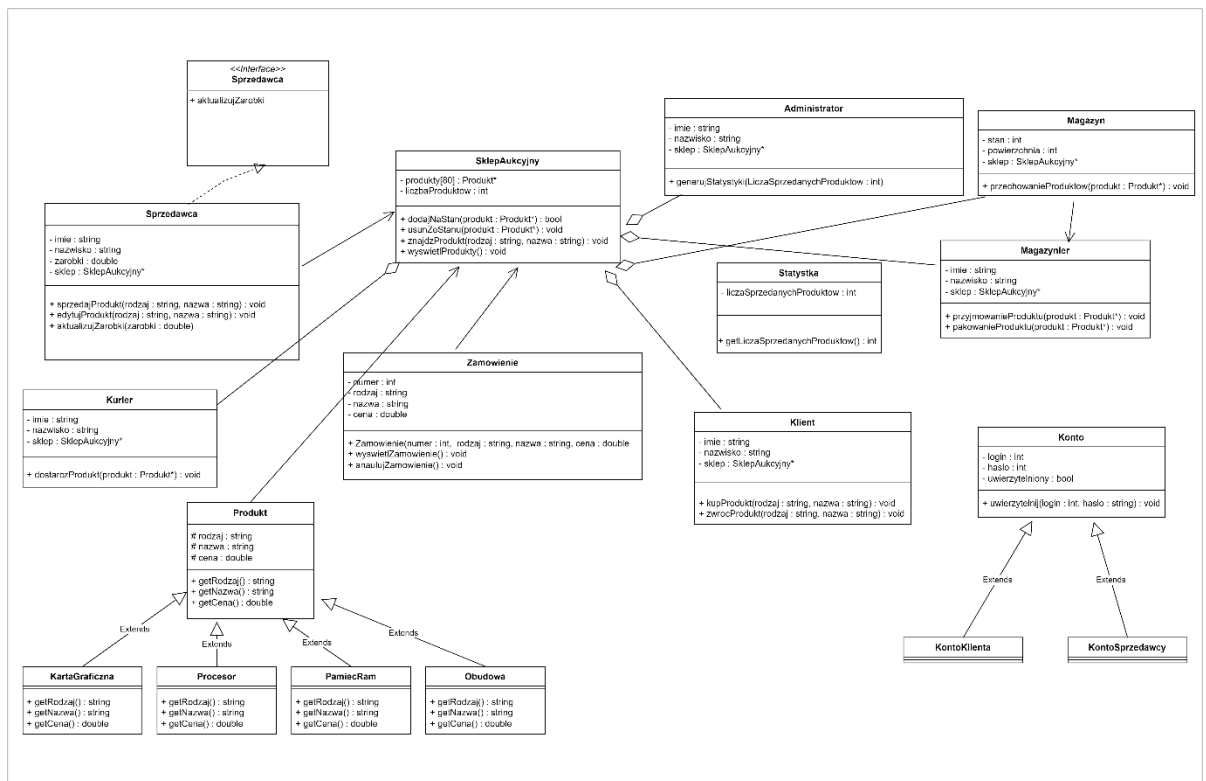 <<Interface>>
Sprzedawca
+ aktualizujZarobki
Administrator
- imie : string
- nazwisko : string
- sklep : SklepAukcyjny*
+ generujStatystyki(LiczaSprzedanychProduktow : int)
Magazyn
- stan : int
- powierzchnia : int
- sklep : SklepAukcyjny*
+ przechowanieProduktow(produkt : Produkt*) : void
SklepAukcyjny
- produkty[80] : Produkt*
- liczbaProduktow : int
+ dodajNaStan(produkt : Produkt*) : bool
+ usunZeStanu(produkt : Produkt*) : void
+ znajdzProdukt(rodzaj : string, nazwa : string) : void
+ wyswietlProdukty() : void
Sprzedawca
- imie : string
- nazwisko : string
- zarobki : double
- sklep : SklepAukcyjny*
+ sprzedajProdukt(rodzaj : string, nazwa : string) : void
+ edytujProdukt(rodzaj : string, nazwa : string) : void
+ aktualizujZarobki(zarobki : double)
Magazynier
- imie : string
- nazwisko : string
- sklep : SklepAukcyjny*
+ przyjmowanieProduktu(produkt : Produkt*) : void
+ pakowanieProduktu(produkt : Produkt*) : void
Statystka
- liczaSprzedanychProduktow : int
+ getLiczaSprzedanychProduktow() : int
Zamowienie
- numer : int
- rodzaj : string
- nazwa : string
- cena : double
+ Zamowienie(numer : int, rodzaj : string, nazwa : string, cena : double
+ wyswietlZamowienie() : void
+ anulujZamowienie() : void
Kurier
- imie : string
- nazwisko : string
- sklep : SklepAukcyjny*
+ dostarczProdukt(produkt : Produkt*) : void
Klient
- imie : string
- nazwisko : string
- sklep : SklepAukcyjny*
+ kupProdukt(rodzaj : string, nazwa : string) : void
+ zwrocProdukt(rodzaj : string, nazwa : string) : void
Konto
- login : int
- haslo : int
- uwierzytelniony : bool
+ uwierzytelnij(login : int, haslo : string) : void
Produkt
# rodzaj : string
# nazwa : string
# cena : double
+ getRodzaj() : string
+ getNazwa() : string
+ getCena() : double
Extends
Extends
Extends
Extends
Extends
Extends
KartaGraficzna
+ getRodzaj() : string
+ getNazwa() : string
+ getCena() : double
Procesor
+ getRodzaj() : string
+ getNazwa() : string
+ getCena() : double
PamiecRam
+ getRodzaj() : string
+ getNazwa() : string
+ getCena() : double
Obudowa
+ getRodzaj() : string
+ getNazwa() : string
+ getCena() : double
KontoKlienta
KontoSprzedawcy